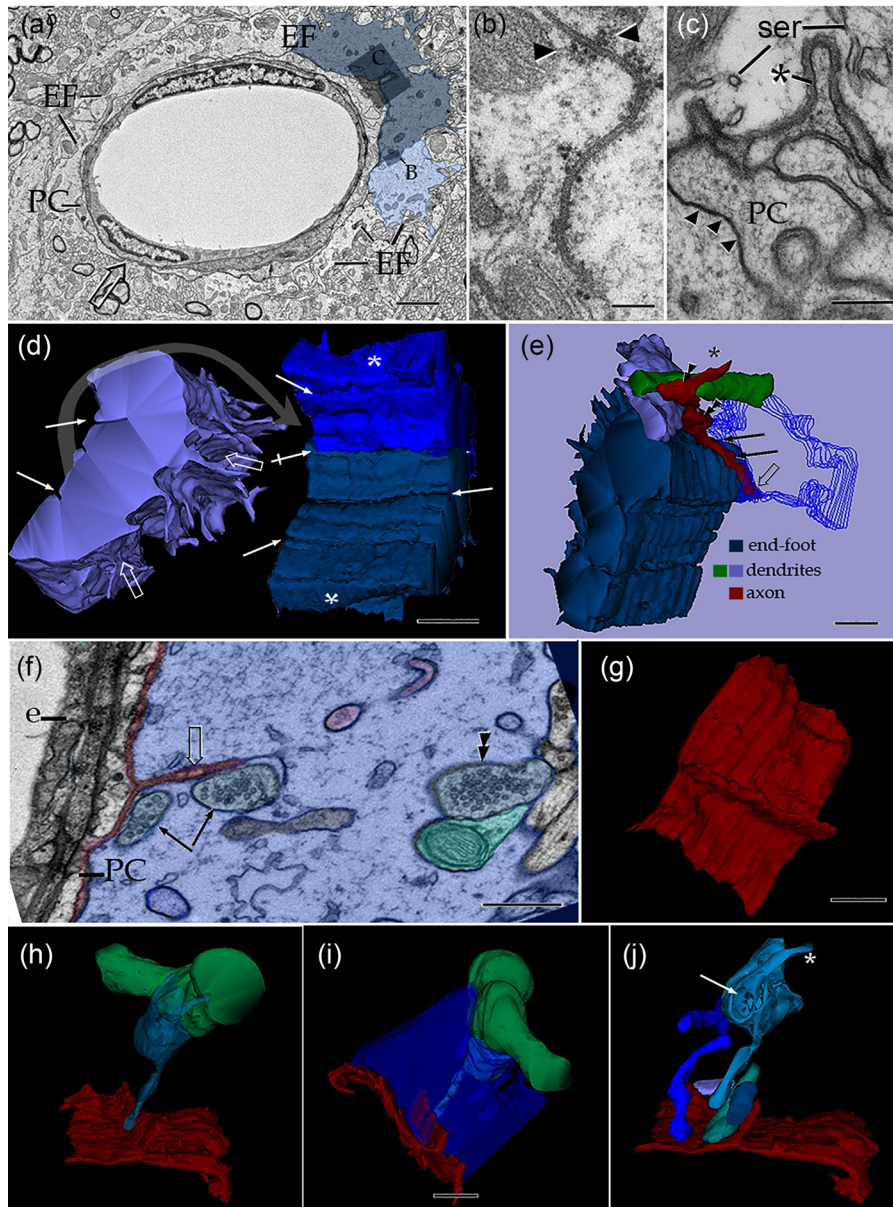 (a)
EF
C
EF
PC
B
EF
(b)
(c)
ser
*
PC
(d)
*
*
(e)
*
end-foot
dendrites
axon
(f)
e
PC
(g)
(h)
(i)
(j)
*